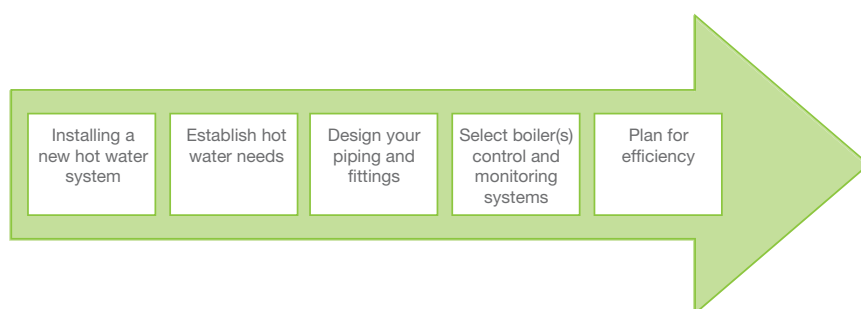 Installing a
new hot water
system
Establish hot
water needs
Design your
piping and
fittings
Select boiler(s)
control and
monitoring
systems
Plan for
efficiency